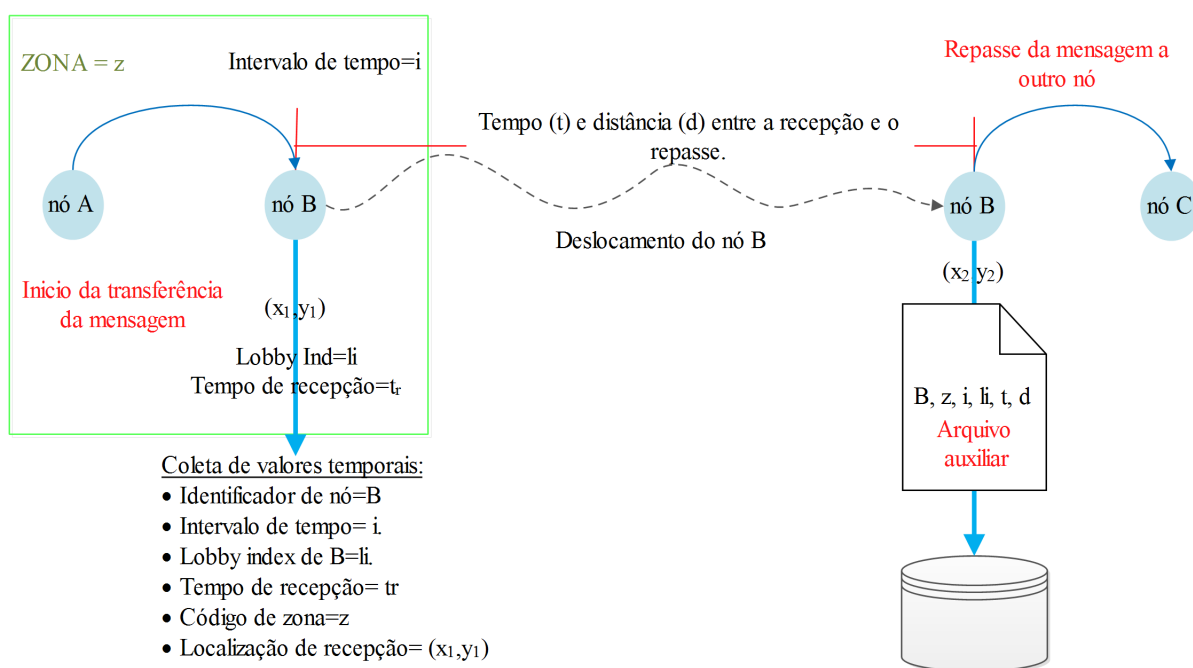 ZONA = z
Intervalo de tempo=i
Repasse da mensagem a
outro nó
Tempo (t) e distância (d) entre a recepção e o
repasse.
nó A
nó B
nó B
nó C
Deslocamento do nó B
Inicio da transferência
da mensagem
(x₁,y₁)
(x₂,y₂)
Lobby Ind=li
Tempo de recepção=tᵣ
B, z, i, li, t, d
Arquivo
auxiliar
Coleta de valores temporais:
• Identificador de nó=B
• Intervalo de tempo= i.
• Lobby index de B=li.
• Tempo de recepção= tr
• Código de zona=z
• Localização de recepção= (x₁,y₁)